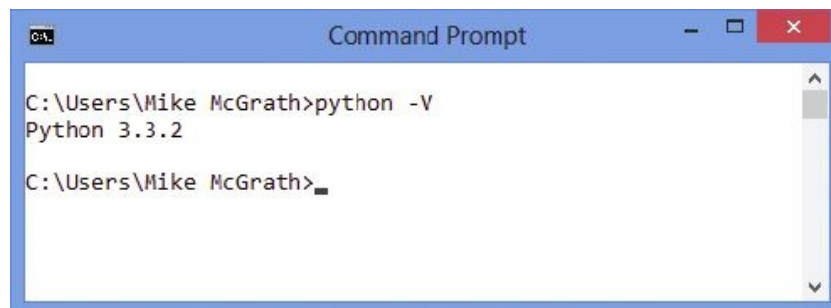 Command Prompt
C:\Users\Mike McGrath>python -V
Python 3.3.2
C:\Users\Mike McGrath>_